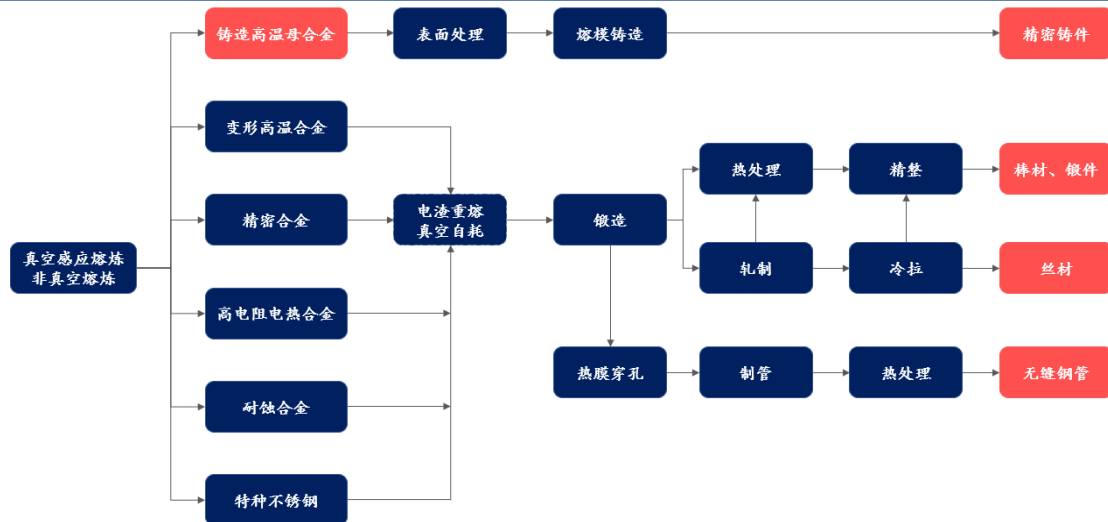 铸造高温母合金
表面处理
熔模铸造
精密铸件
变形高温合金
热处理
精整
棒材、锻件
精密合金
电渣重熔
真空自耗
锻造
真空感应熔炼
非真空熔炼
轧制
冷拉
丝材
高电阻电热合金
热膜穿孔
制管
热处理
无缝钢管
耐蚀合金
特种不锈钢